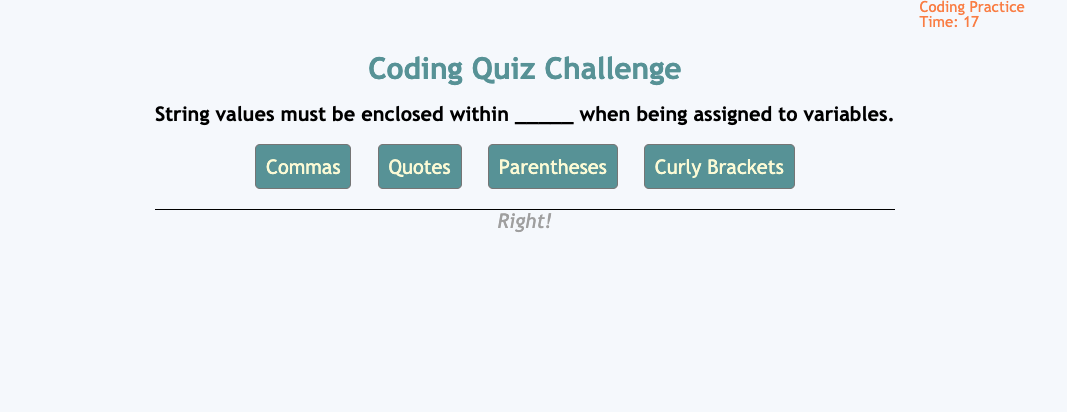 Coding Practice
Time: 17
Coding Quiz Challenge
String values must be enclosed within _____ when being assigned to variables.
Commas
Quotes
Parentheses
Curly Brackets
Right!